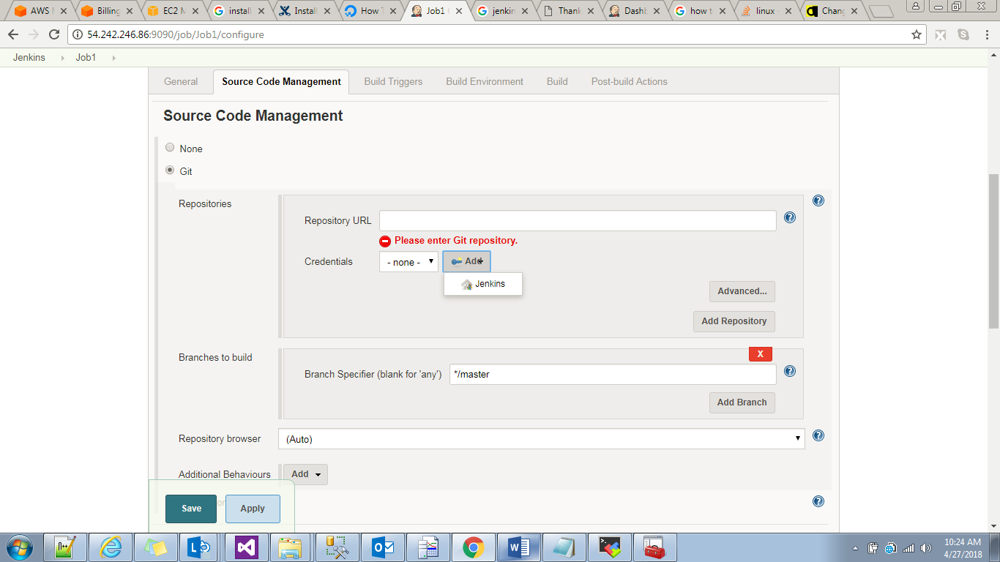 AWS
Billing
EC2 M
install
Install
How T
Job1
jenkin
Thank
Dashb
how t
linux
Chang
54.242.246.86:9090/job/Job1/configure
Jenkins Job1
General Source Code Management Build Triggers Build Environment Build Post-build Actions
Source Code Management
None
Git
Repositories
Repository URL
Please enter Git repository.
Credentials - none - Add
Jenkins
Advanced...
Add Repository
Branches to build X
Branch Specifier (blank for 'any') */master
Add Branch
Repository browser (Auto)
Additional Behaviours Add
Save Apply
10:24 AM
4/27/2018